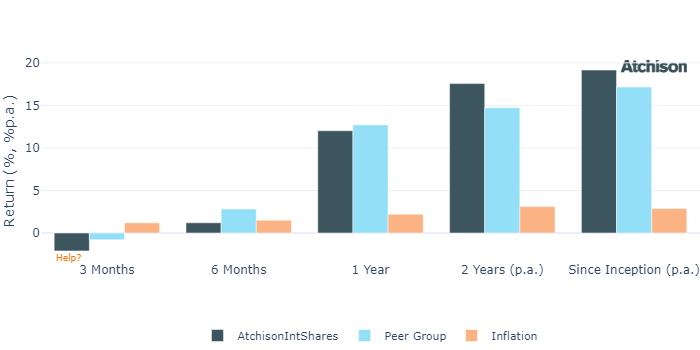 Atchison
20
15
10
5
0
Return (%, %p.a.)
Help?
3 Months
6 Months
1 Year
2 Years (p.a.)
Since Inception (p.a.)
AtchisonIntShares
Peer Group
Inflation